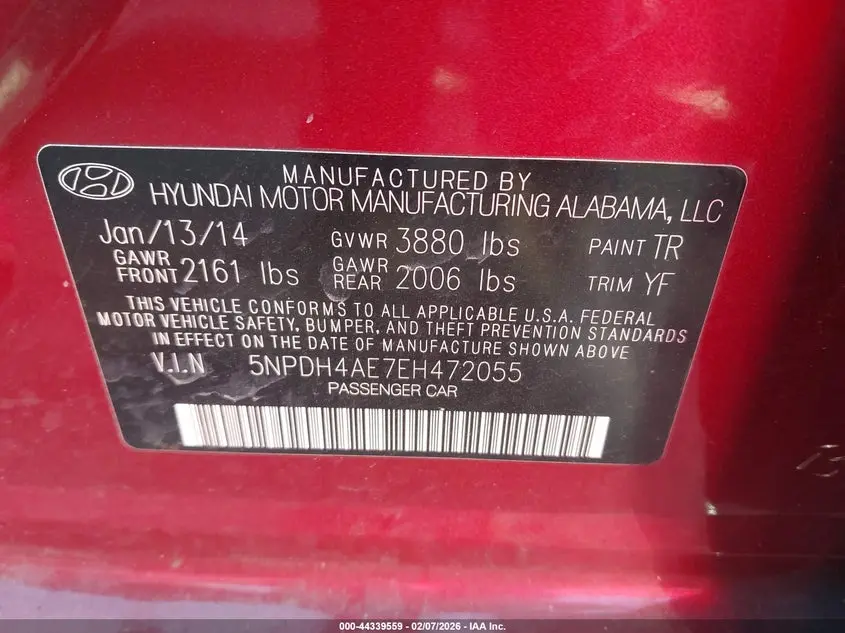 MANUFACTURED BY
HYUNDAI MOTOR MANUFACTURING ALABAMA, LLC
Jan/13/14 GVWR 3880 lbs PAINT TR
GAWR FRONT 2161 lbs GAWR REAR 2006 lbs TRIM YF
THIS VEHICLE CONFORMS TO ALL APPLICABLE U.S.A. FEDERAL
MOTOR VEHICLE SAFETY, BUMPER, AND THEFT PREVENTION STANDARDS
IN EFFECT ON THE DATE OF MANUFACTURE SHOWN ABOVE
V.I.N 5NPDH4AE7EH472055
PASSENGER CAR
000-44339559 — 02/07/2026 — IAA Inc.